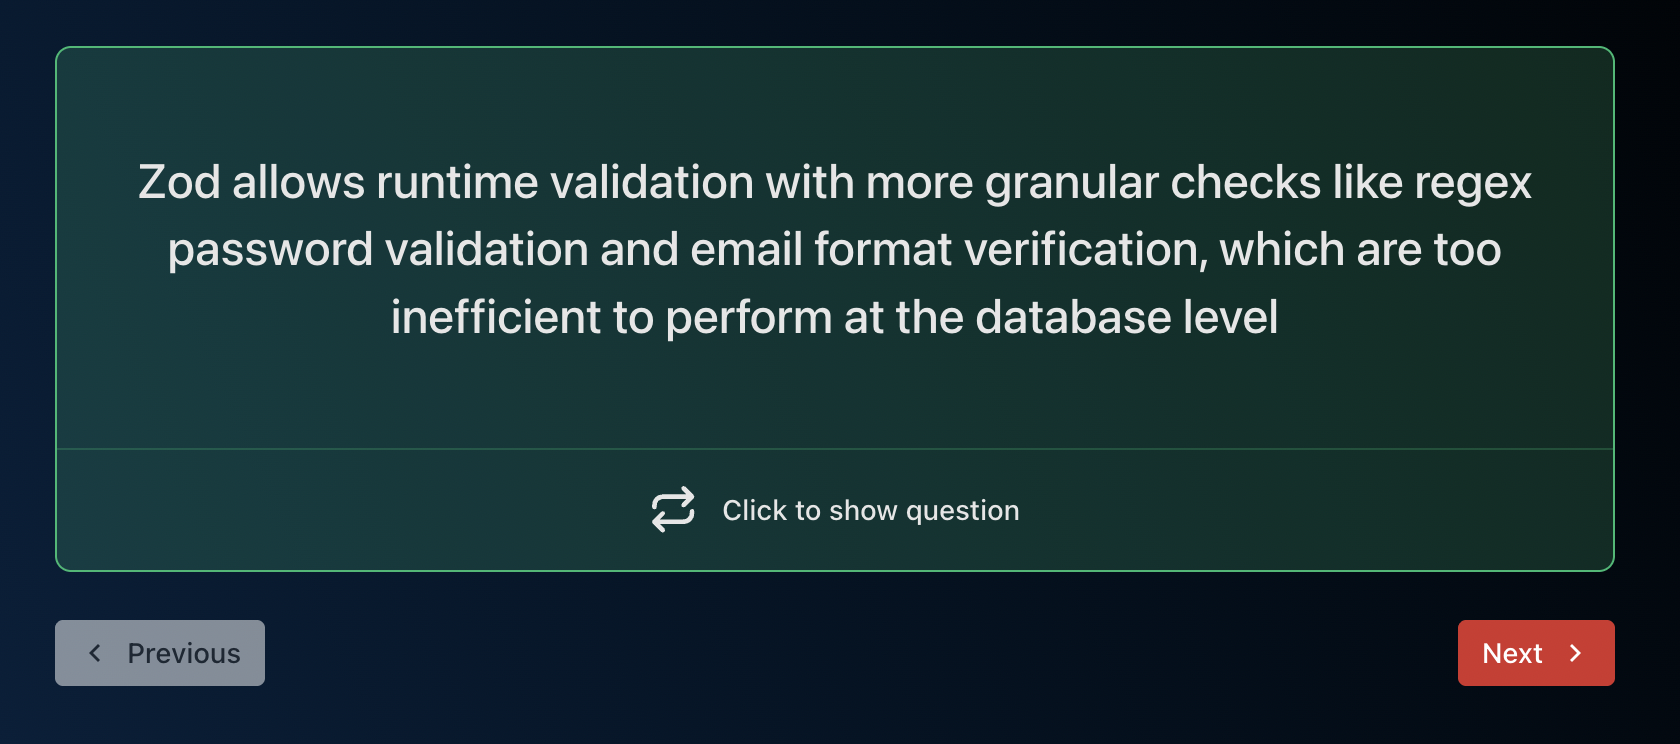 Zod allows runtime validation with more granular checks like regex
password validation and email format verification, which are too
inefficient to perform at the database level
Click to show question
Previous
Next